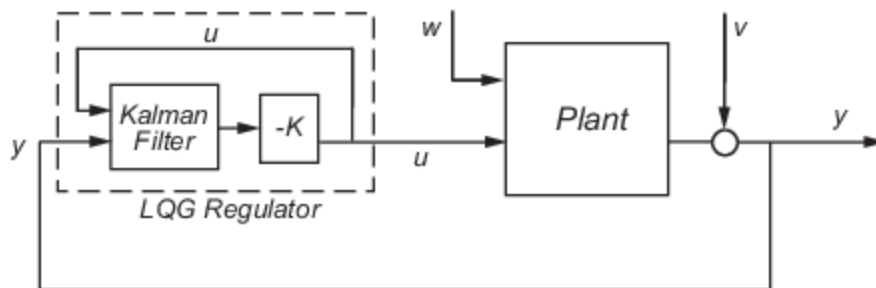 u
w
v
Kalman
Filter
-K
Plant
y
u
y
LQG Regulator